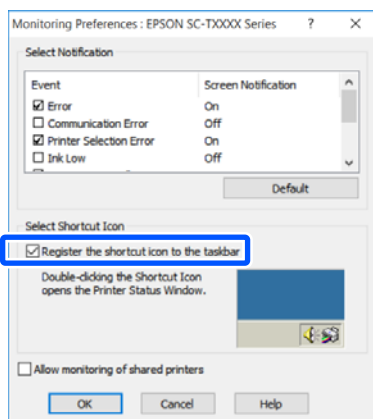 Monitoring Preferences : EPSON SC-TXXXX Series ? ×
Select Notification
Event Screen Notification
Error On
Communication Error Off
Printer Selection Error On
Ink Low Off
Default
Select Shortcut Icon
Register the shortcut icon to the taskbar
Double-clicking the Shortcut Icon
opens the Printer Status Window.
Allow monitoring of shared printers
OK Cancel Help